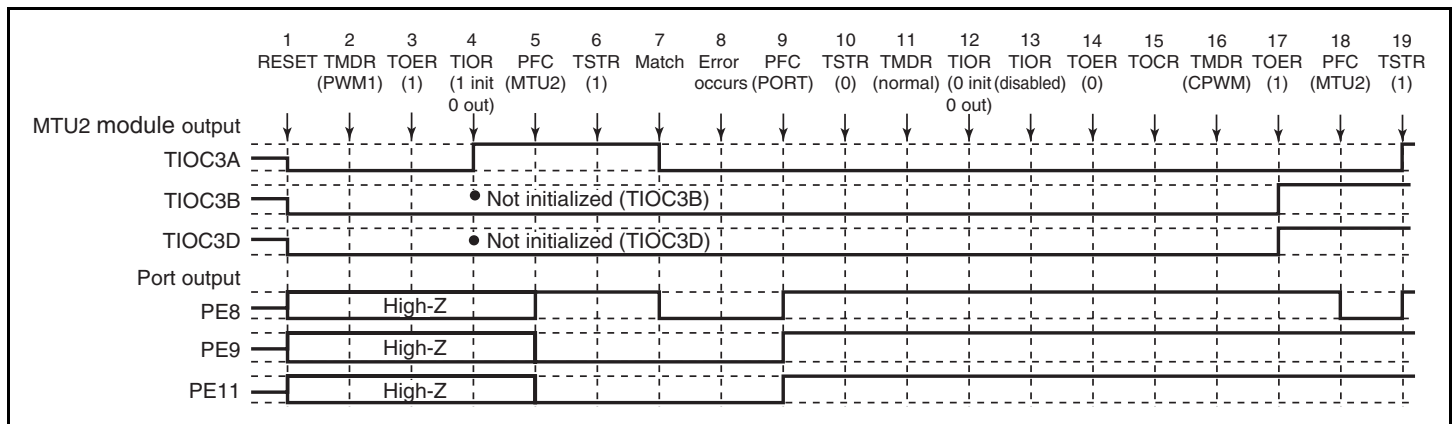 1 2 3 4 5 6 7 8 9 10 11 12 13 14 15 16 17 18 19
RESET TMDR TOER TIOR PFC TSTR Match Error PFC TSTR TMDR TIOR TIOR TOER TOCR TMDR TOER PFC TSTR
(PWM1) (1) (1 init (MTU2) (1) occurs (PORT) (0) (normal) (0 init (disabled) (0) (CPWM) (1) (MTU2) (1)
0 out) 0 out)
MTU2 module output
TIOC3A
TIOC3B • Not initialized (TIOC3B)
TIOC3D • Not initialized (TIOC3D)
Port output
PE8 High-Z
PE9 High-Z
PE11 High-Z